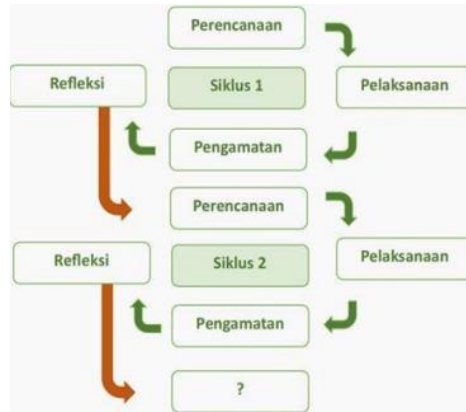 Perencanaan
Refleksi
Siklus 1
Pelaksanaan
Pengamatan
Perencanaan
Refleksi
Siklus 2
Pelaksanaan
Pengamatan
?